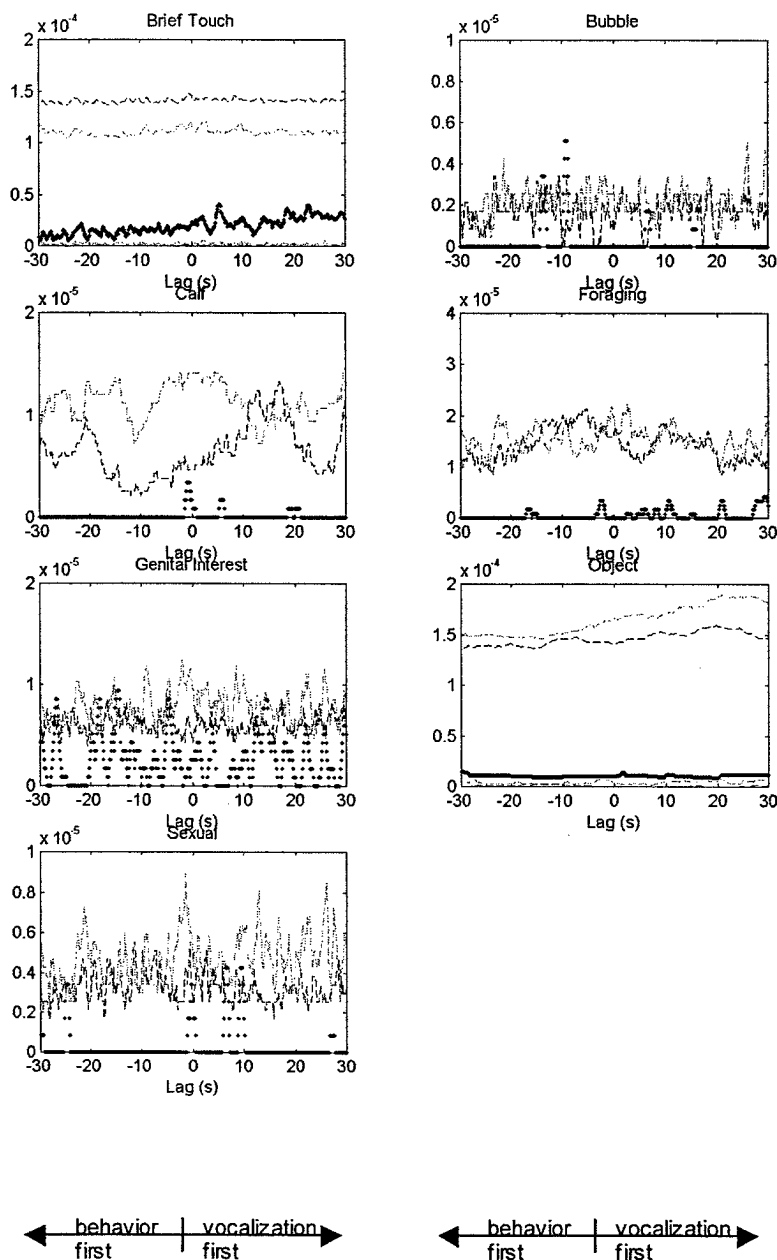 Brief Touch
x 10^-4
2
1.5
1
0.5
0
-30 -20 -10 0 10 20 30
Lag (s)
Bubble
x 10^-5
1
0.8
0.6
0.4
0.2
0
-30 -20 -10 0 10 20 30
Lag (s)
Calf
x 10^-5
2
1
0
-30 -20 -10 0 10 20 30
Lag (s)
Foraging
x 10^-5
4
3
2
1
0
-30 -20 -10 0 10 20 30
Lag (s)
Genital Interest
x 10^-5
2
1
0
-30 -20 -10 0 10 20 30
Lag (s)
Object
x 10^-4
2
1.5
1
0.5
0
-30 -20 -10 0 10 20 30
Lag (s)
Sexual
x 10^-5
1
0.8
0.6
0.4
0.2
0
-30 -20 -10 0 10 20 30
Lag (s)
behavior first
vocalization first
behavior first
vocalization first